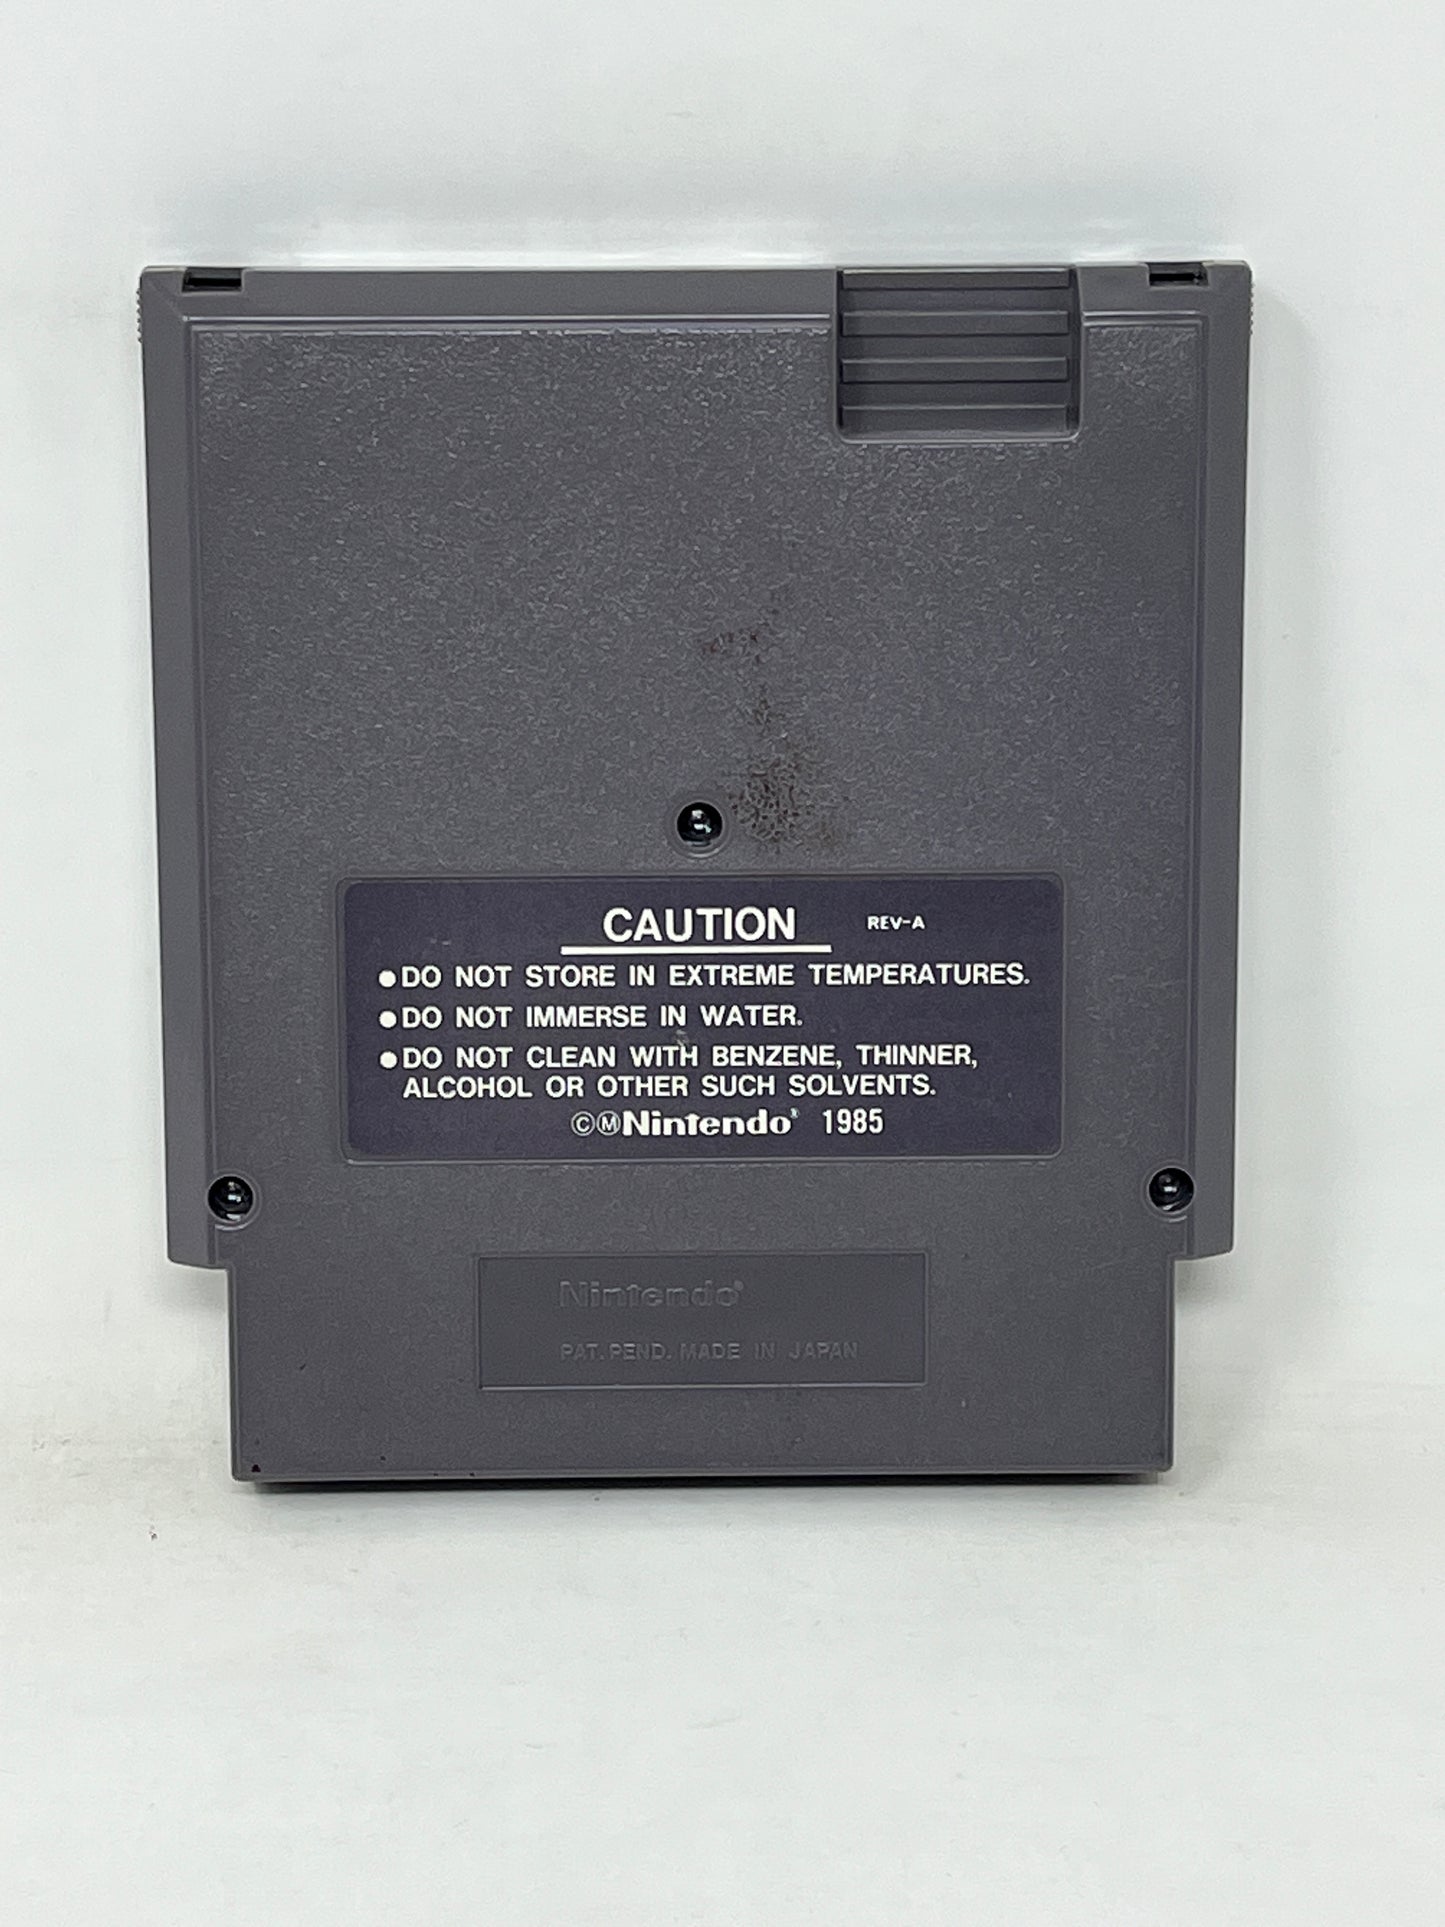 CAUTION REV-A
●DO NOT STORE IN EXTREME TEMPERATURES.
●DO NOT IMMERSE IN WATER.
●DO NOT CLEAN WITH BENZENE, THINNER,
ALCOHOL OR OTHER SUCH SOLVENTS.
©ⓂNintendo® 1985
Nintendo®
PAT. PEND. MADE IN JAPAN